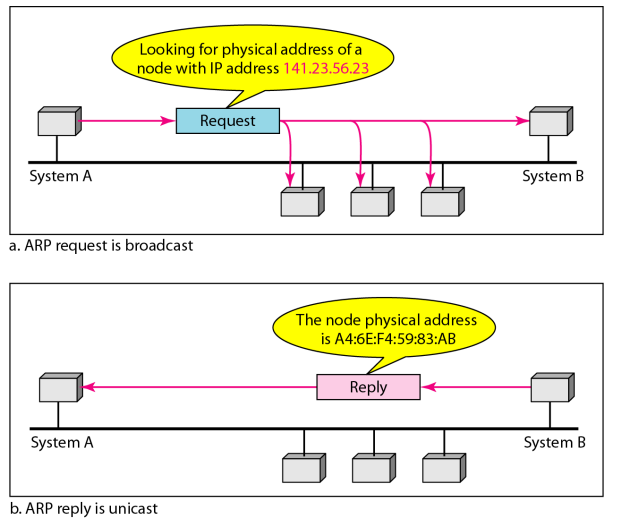 Looking for physical address of a
node with IP address 141.23.56.23
Request
System A
System B
a. ARP request is broadcast
The node physical address
is A4:6E:F4:59:83:AB
Reply
System A
System B
b. ARP reply is unicast